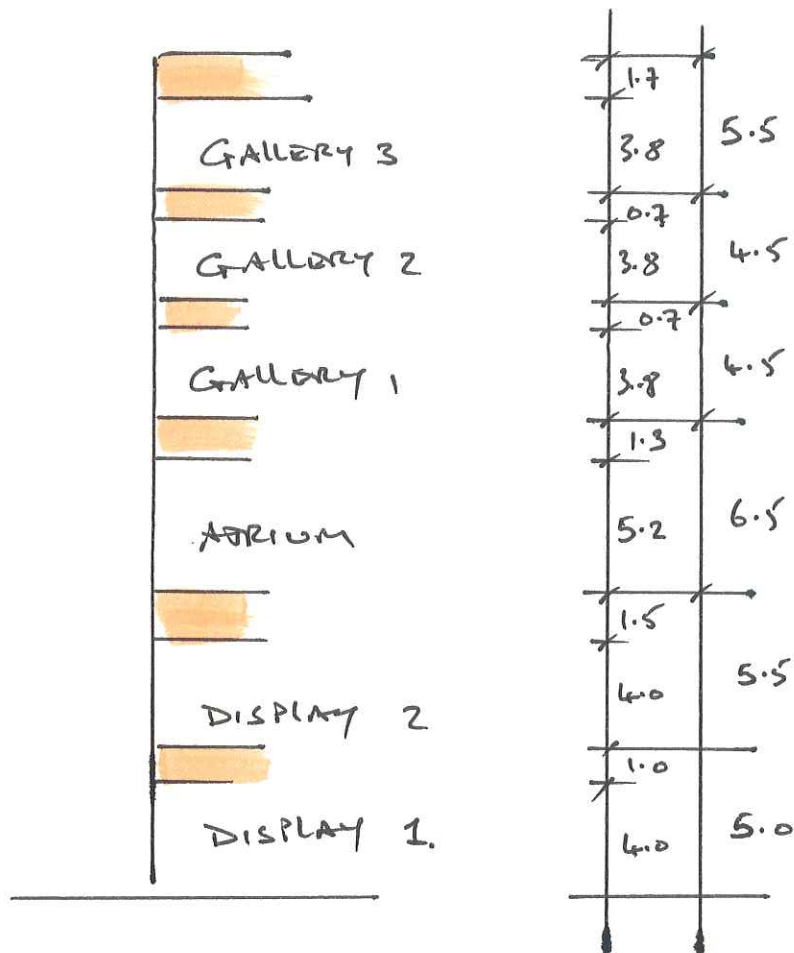 1.7
GALLERY 3 3.8 5.5
0.7
GALLERY 2 3.8 4.5
0.7
GALLERY 1 3.8 4.5
1.3
ATRIUM 5.2 6.5
1.5
DISPLAY 2 4.0 5.5
1.0
DISPLAY 1. 4.0 5.0